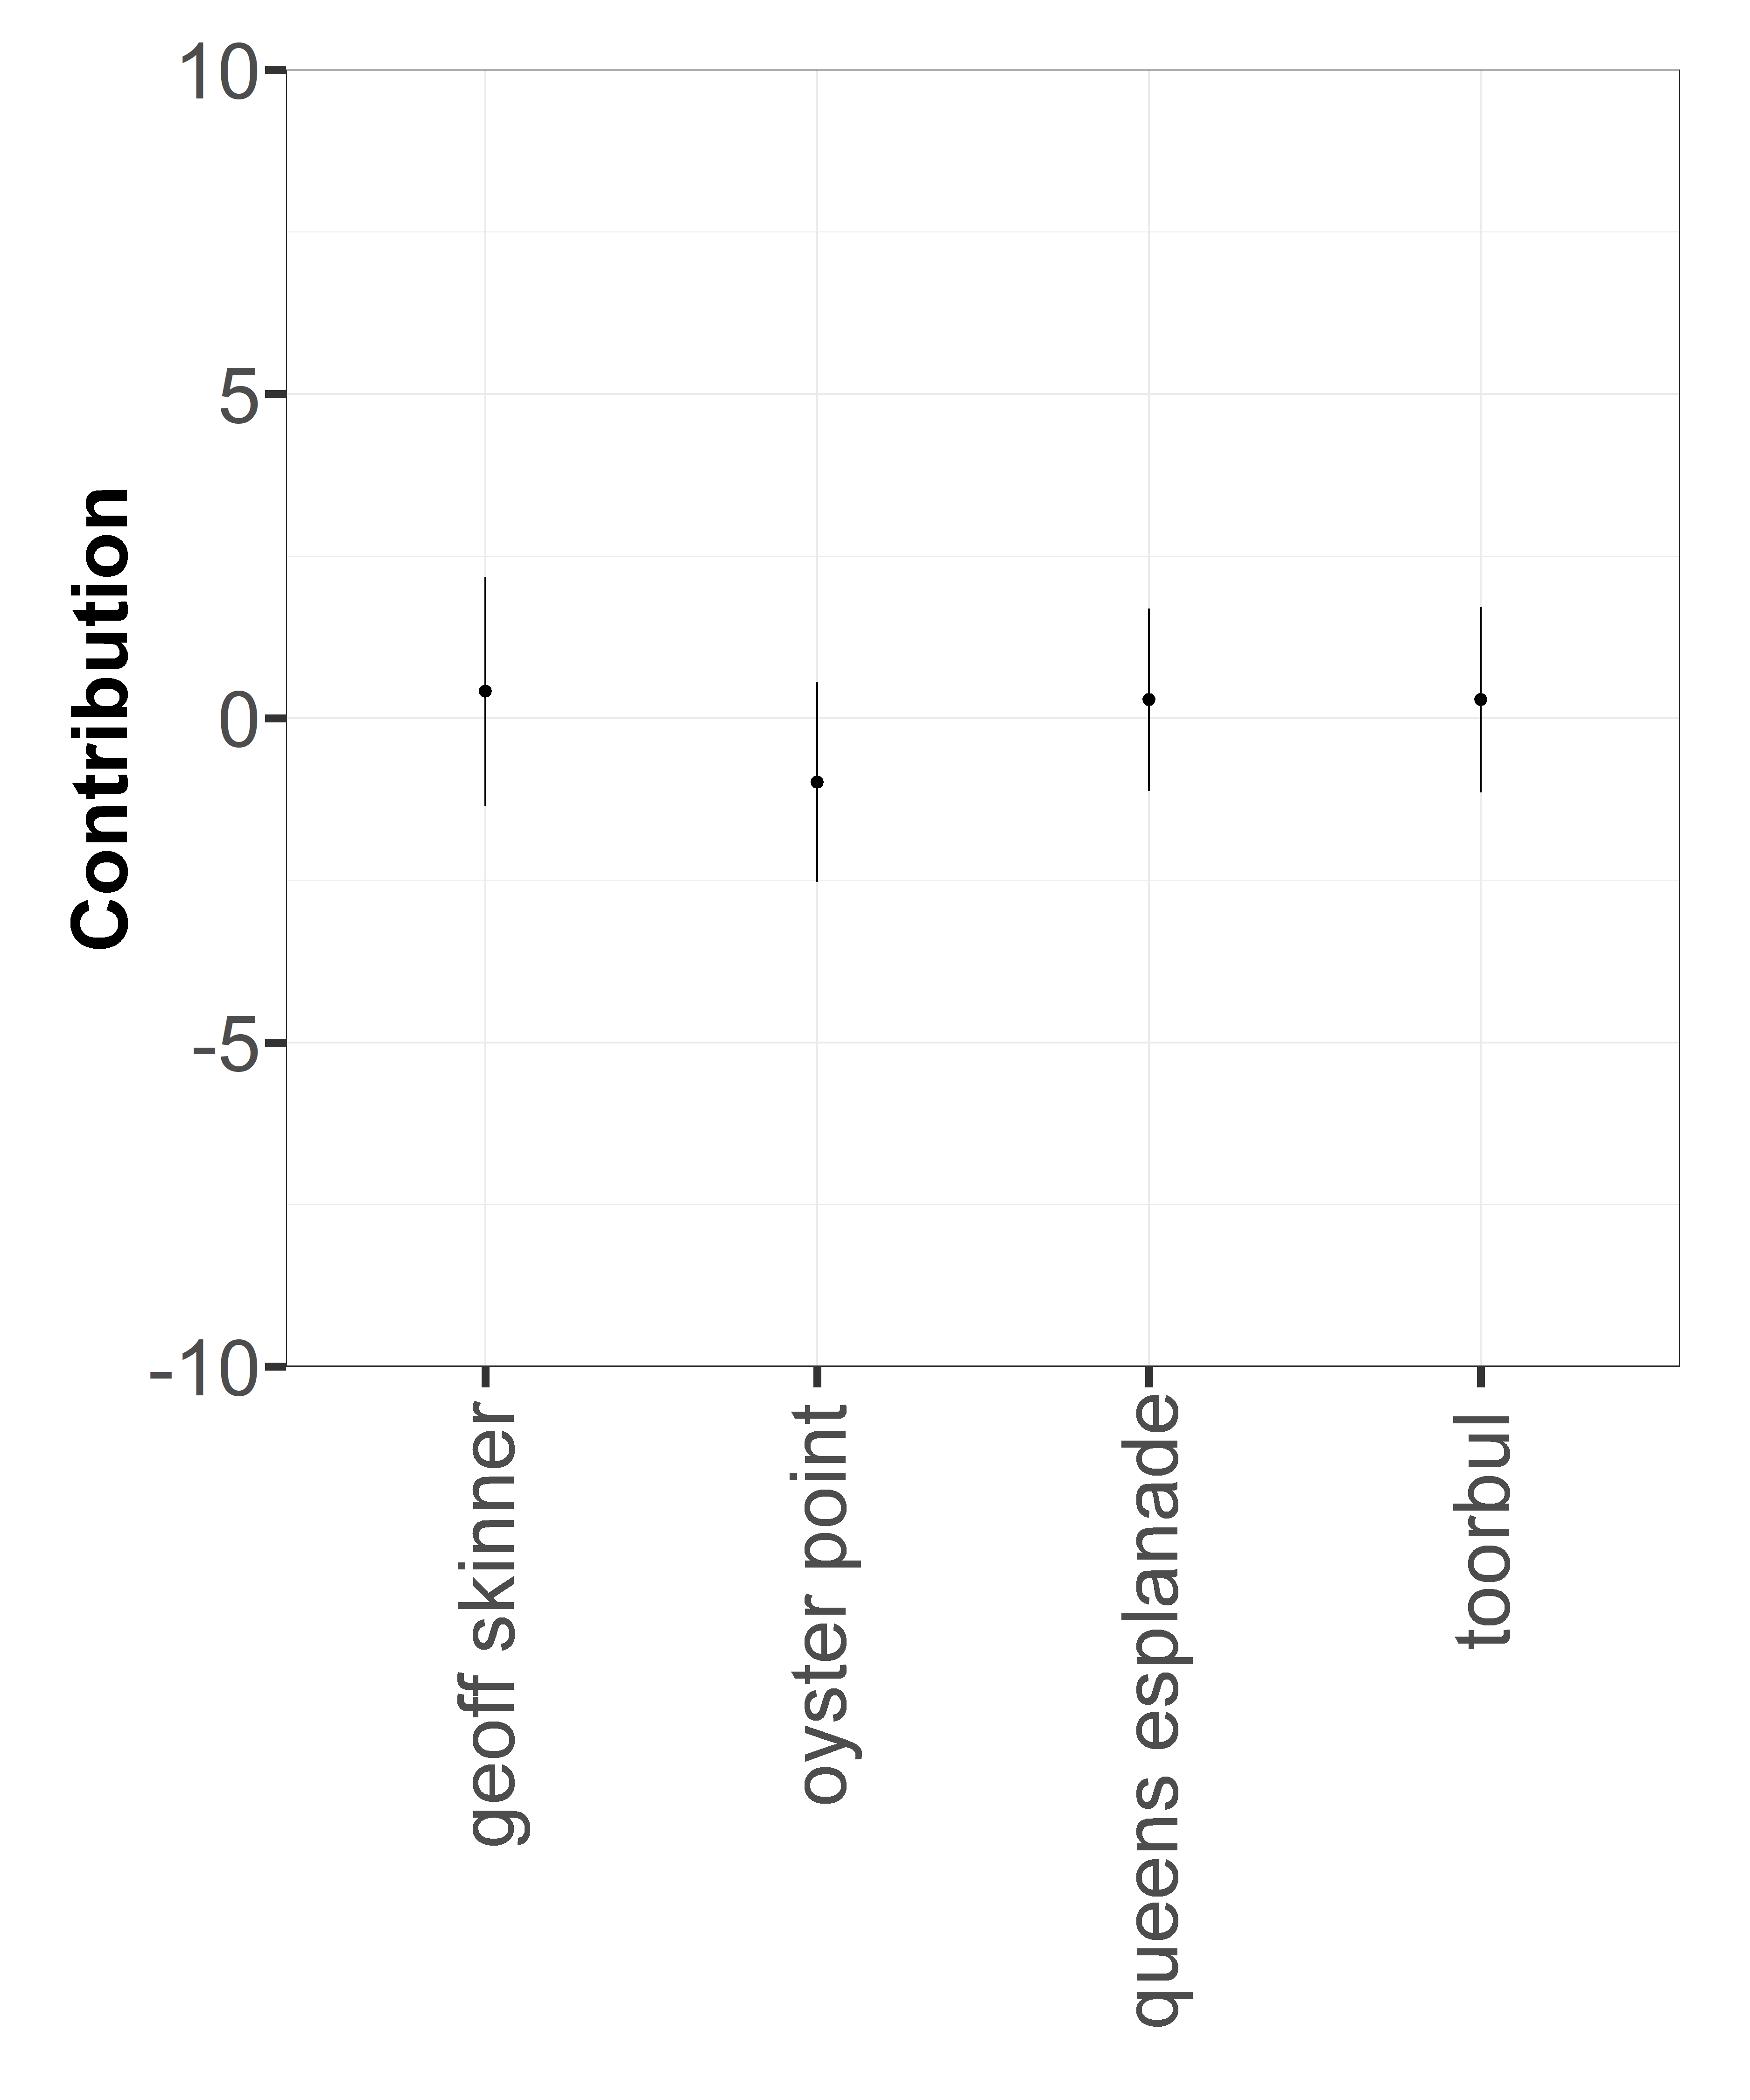 Contribution
10
5
0
-5
-10
geoff skinner
oyster point
queens esplanade
toorbul